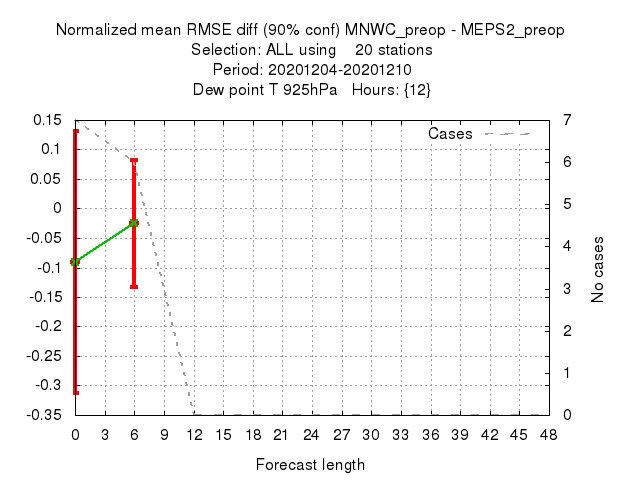 Normalized mean RMSE diff (90% conf) MNWC_preop - MEPS2_preop
Selection: ALL using 20 stations
Period: 20201204-20201210
Dew point T 925hPa Hours: {12}
Cases
0.15
0.1
0.05
0
-0.05
-0.1
-0.15
-0.2
-0.25
-0.3
-0.35
7
6
5
4
3
2
1
0
No cases
0 3 6 9 12 15 18 21 24 27 30 33 36 39 42 45 48
Forecast length